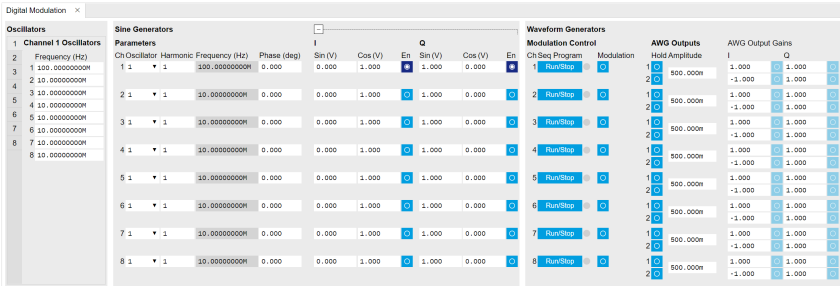 Digital Modulation ×
Oscillators Sine Generators − Waveform Generators
1 Channel 1 Oscillators Parameters I Q Modulation Control AWG Outputs AWG Output Gains
2 Frequency (Hz) Ch Oscillator Harmonic Frequency (Hz) Phase (deg) Sin (V) Cos (V) En Sin (V) Cos (V) En Ch Seq Program Modulation Hold Amplitude I Q
3 1 100.00000000M 1 1 ▼ 1 100.00000000M 0.000 0.000 1.000 1.000 0.000 1 Run/Stop 1 500.000m 1.000 1.000
2 10.00000000M 2 -1.000 1.000
4 3 10.00000000M 2 1 ▼ 1 10.00000000M 0.000 0.000 1.000 1.000 0.000 2 Run/Stop 1 500.000m 1.000 1.000
4 10.00000000M 2 -1.000 1.000
5 5 10.00000000M 3 1 ▼ 1 10.00000000M 0.000 0.000 1.000 1.000 0.000 3 Run/Stop 1 500.000m 1.000 1.000
6 6 10.00000000M 2 -1.000 1.000
7 7 10.00000000M
8 8 10.00000000M 4 1 ▼ 1 10.00000000M 0.000 0.000 1.000 1.000 0.000 4 Run/Stop 1 500.000m 1.000 1.000
2 -1.000 1.000
5 1 ▼ 1 10.00000000M 0.000 0.000 1.000 1.000 0.000 5 Run/Stop 1 500.000m 1.000 1.000
2 -1.000 1.000
6 1 ▼ 1 10.00000000M 0.000 0.000 1.000 1.000 0.000 6 Run/Stop 1 500.000m 1.000 1.000
2 -1.000 1.000
7 1 ▼ 1 10.00000000M 0.000 0.000 1.000 1.000 0.000 7 Run/Stop 1 500.000m 1.000 1.000
2 -1.000 1.000
8 1 ▼ 1 10.00000000M 0.000 0.000 1.000 1.000 0.000 8 Run/Stop 1 500.000m 1.000 1.000
2 -1.000 1.000